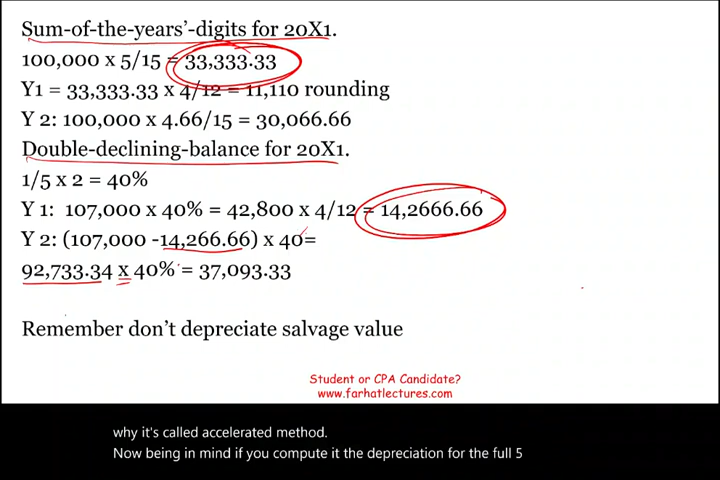 Sum-of-the-years'-digits for 20X1.
100,000 x 5/15 = 33,333.33
Y1 = 33,333.33 x 4/12 = 11,110 rounding
Y 2: 100,000 x 4.66/15 = 30,066.66
Double-declining-balance for 20X1.
1/5 x 2 = 40%
Y 1: 107,000 x 40% = 42,800 x 4/12 = 14,2666.66
Y 2: (107,000 -14,266.66) x 40=
92,733.34 x 40% = 37,093.33
Remember don't depreciate salvage value
Student or CPA Candidate?
www.farhatlectures.com
why it's called accelerated method.
Now being in mind if you compute it the depreciation for the full 5